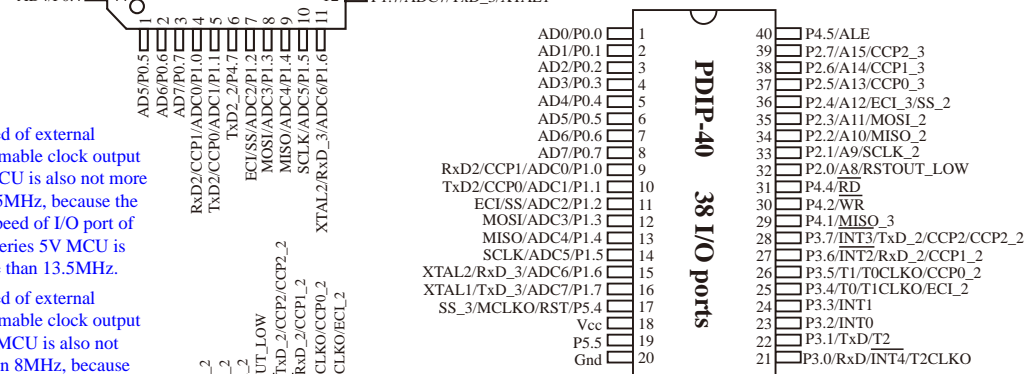 1 2 3 4 5 6 7 8 9 10 11
AD5/P0.5
AD6/P0.6
AD7/P0.7
RxD2/CCP1/ADC0/P1.0
TxD2/CCP0/ADC1/P1.1
TxD2_2/P4.7
ECI/SS/ADC2/P1.2
MOSI/ADC3/P1.3
MISO/ADC4/P1.4
SCLK/ADC5/P1.5
XTAL2/RxD_3/ADC6/P1.6
ed of external
mable clock output
CU is also not more
5MHz, because the
peed of I/O port of
eries 5V MCU is
e than 13.5MHz.
ed of external
mable clock output
MCU is also not
n 8MHz, because
_2
_2
_2
UT_LOW
TxD_2/CCP2/CCP2_2
RxD_2/CCP1_2
CLKO/CCP0_2
CLKO/ECI_2
PDIP-40 38 I/O ports
AD0/P0.0 1
AD1/P0.1 2
AD2/P0.2 3
AD3/P0.3 4
AD4/P0.4 5
AD5/P0.5 6
AD6/P0.6 7
AD7/P0.7 8
RxD2/CCP1/ADC0/P1.0 9
TxD2/CCP0/ADC1/P1.1 10
ECI/SS/ADC2/P1.2 11
MOSI/ADC3/P1.3 12
MISO/ADC4/P1.4 13
SCLK/ADC5/P1.5 14
XTAL2/RxD_3/ADC6/P1.6 15
XTAL1/TxD_3/ADC7/P1.7 16
SS_3/MCLKO/RST/P5.4 17
Vcc 18
P5.5 19
Gnd 20
40 P4.5/ALE
39 P2.7/A15/CCP2_3
38 P2.6/A14/CCP1_3
37 P2.5/A13/CCP0_3
36 P2.4/A12/ECI_3/SS_2
35 P2.3/A11/MOSI_2
34 P2.2/A10/MISO_2
33 P2.1/A9/SCLK_2
32 P2.0/A8/RSTOUT_LOW
31 P4.4/RD
30 P4.2/WR
29 P4.1/MISO_3
28 P3.7/INT3/TxD_2/CCP2/CCP2_2
27 P3.6/INT2/RxD_2/CCP1_2
26 P3.5/T1/T0CLKO/CCP0_2
25 P3.4/T0/T1CLKO/ECI_2
24 P3.3/INT1
23 P3.2/INT0
22 P3.1/TxD/T2
21 P3.0/RxD/INT4/T2CLKO